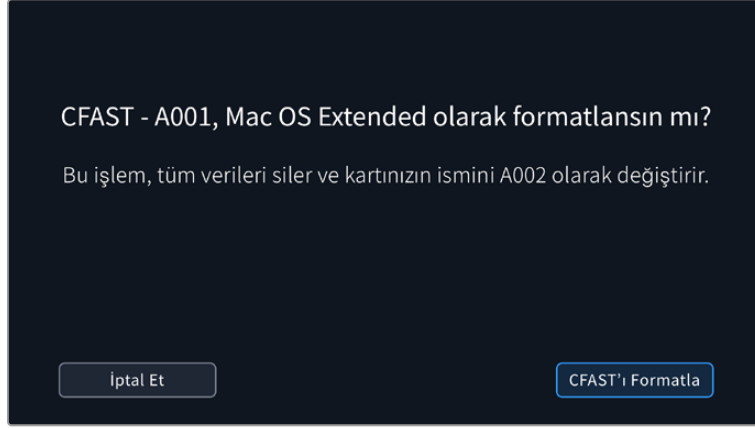 CFAST - A001, Mac OS Extended olarak formatlansın mı?
Bu işlem, tüm verileri siler ve kartınızın ismini A002 olarak değiştirir.
İptal Et
CFAST’ı Formatla